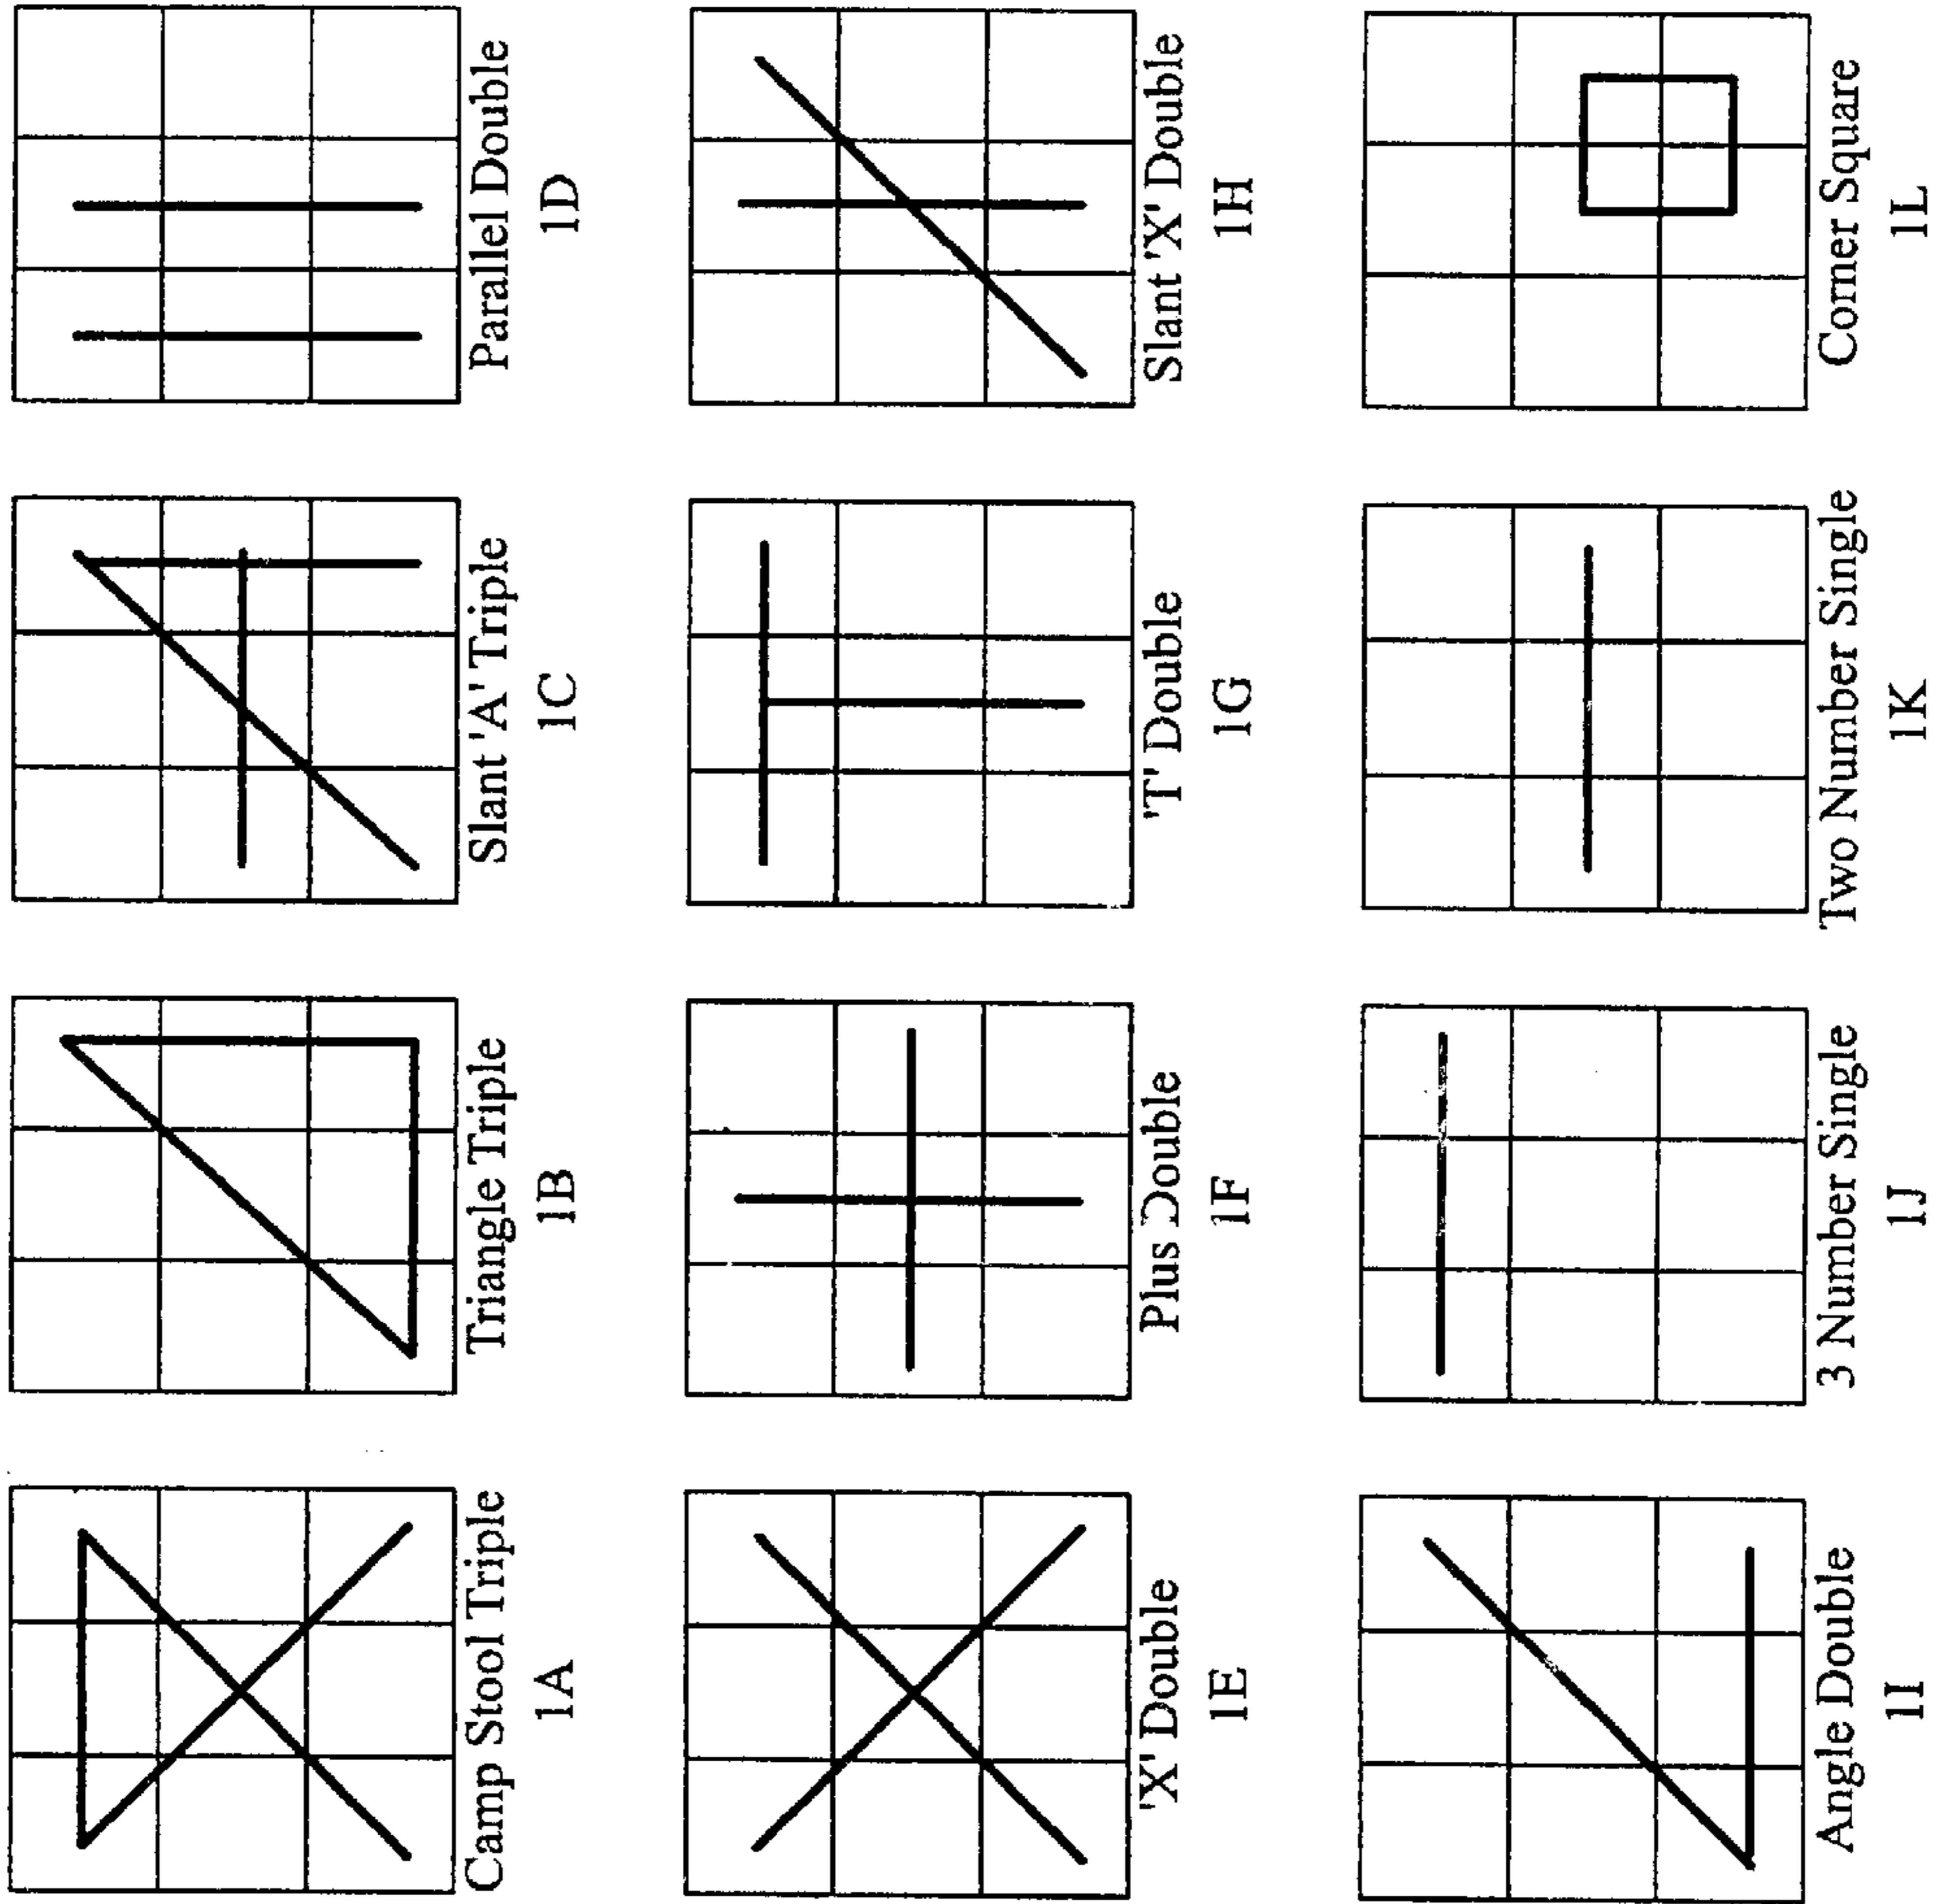 Camp Stool Triple
1A
Triangle Triple
1B
Slant 'A' Triple
1C
Parallel Double
1D
'X' Double
1E
Plus Double
1F
'T' Double
1G
Slant 'X' Double
1H
Angle Double
1I
3 Number Single
1J
Two Number Single
1K
Corner Square
1L